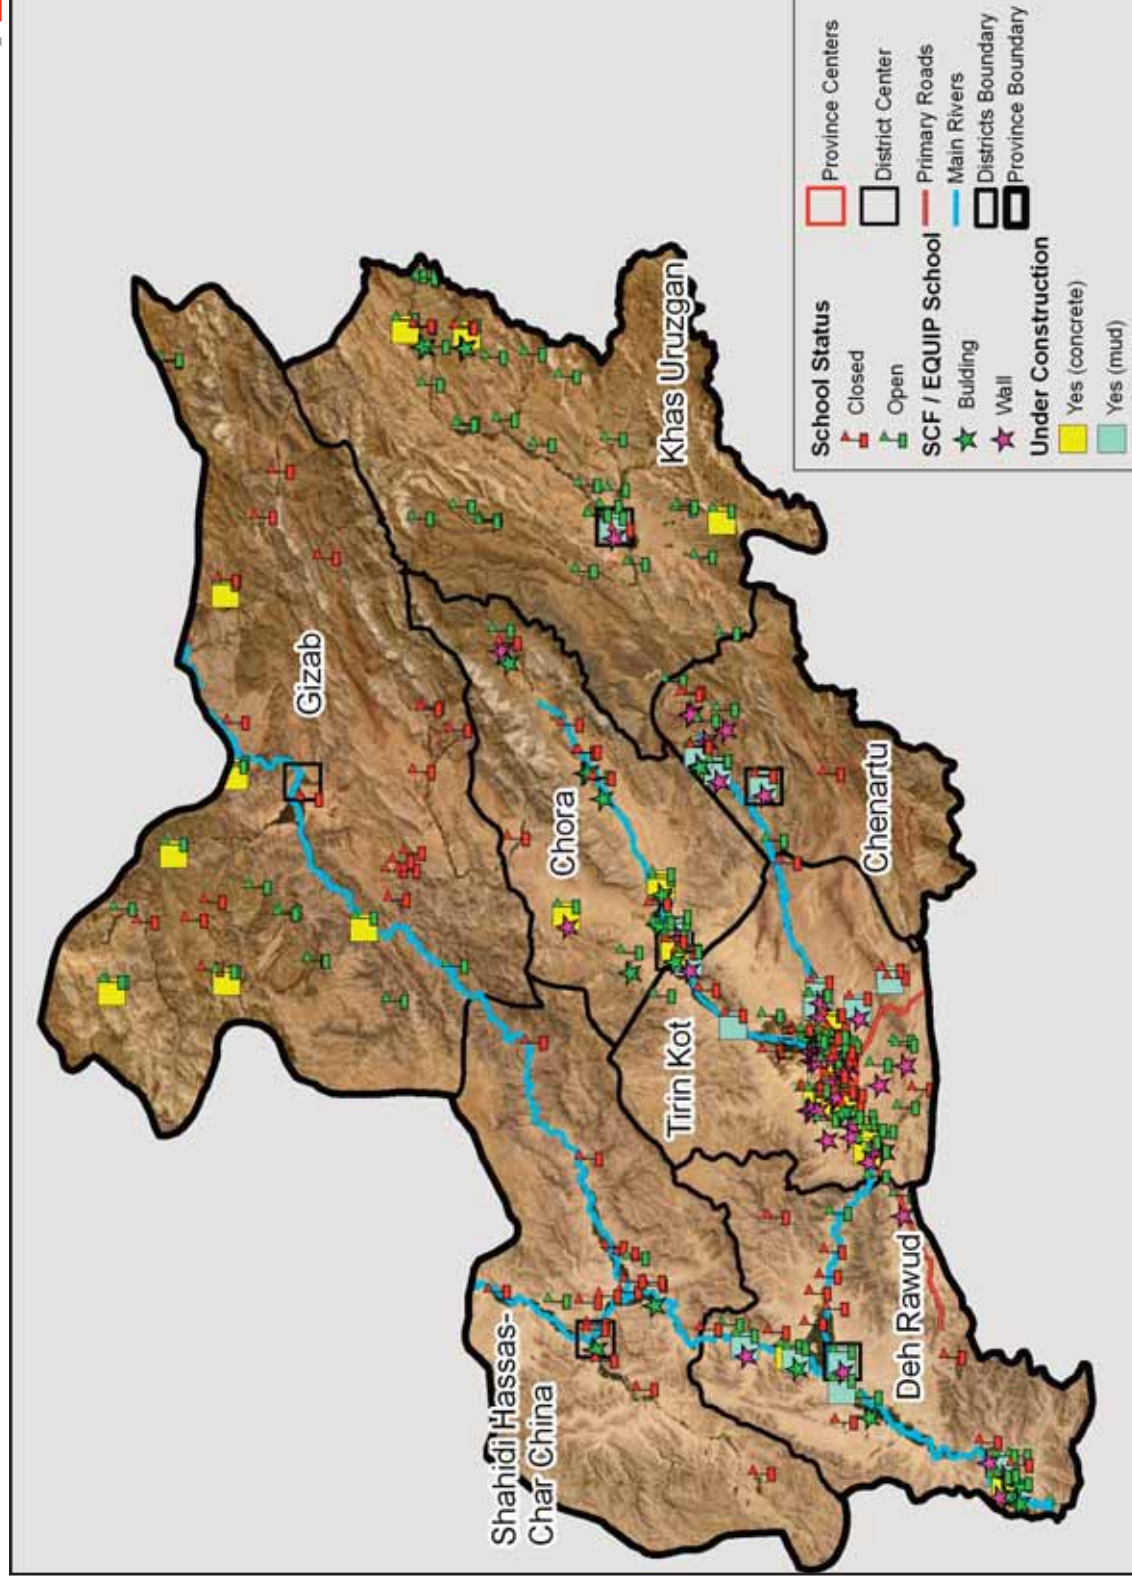 Gizab
Khas Uruzgan
Chora
Shahidi Hassas-
Char China
Tirin Kot
Chenartu
Deh Rawud
School Status
Closed
Open
SCF / EQUIP School
Bulding
Wall
Under Construction
Yes (concrete)
Yes (mud)
Province Centers
District Center
Primary Roads
Main Rivers
Districts Boundary
Province Boundary